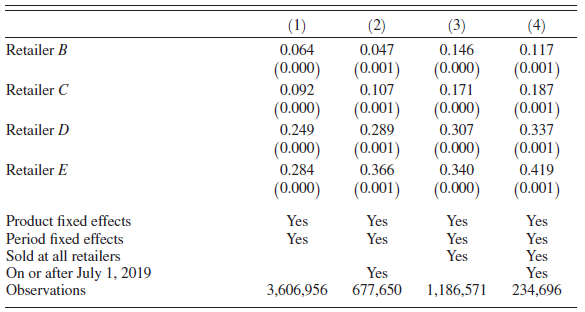 (1) (2) (3) (4)
Retailer B 0.064 0.047 0.146 0.117
(0.000) (0.001) (0.000) (0.001)
Retailer C 0.092 0.107 0.171 0.187
(0.000) (0.001) (0.000) (0.001)
Retailer D 0.249 0.289 0.307 0.337
(0.000) (0.001) (0.000) (0.001)
Retailer E 0.284 0.366 0.340 0.419
(0.000) (0.001) (0.000) (0.001)
Product fixed effects Yes Yes Yes Yes
Period fixed effects Yes Yes Yes Yes
Sold at all retailers Yes Yes
On or after July 1, 2019 Yes Yes
Observations 3,606,956 677,650 1,186,571 234,696